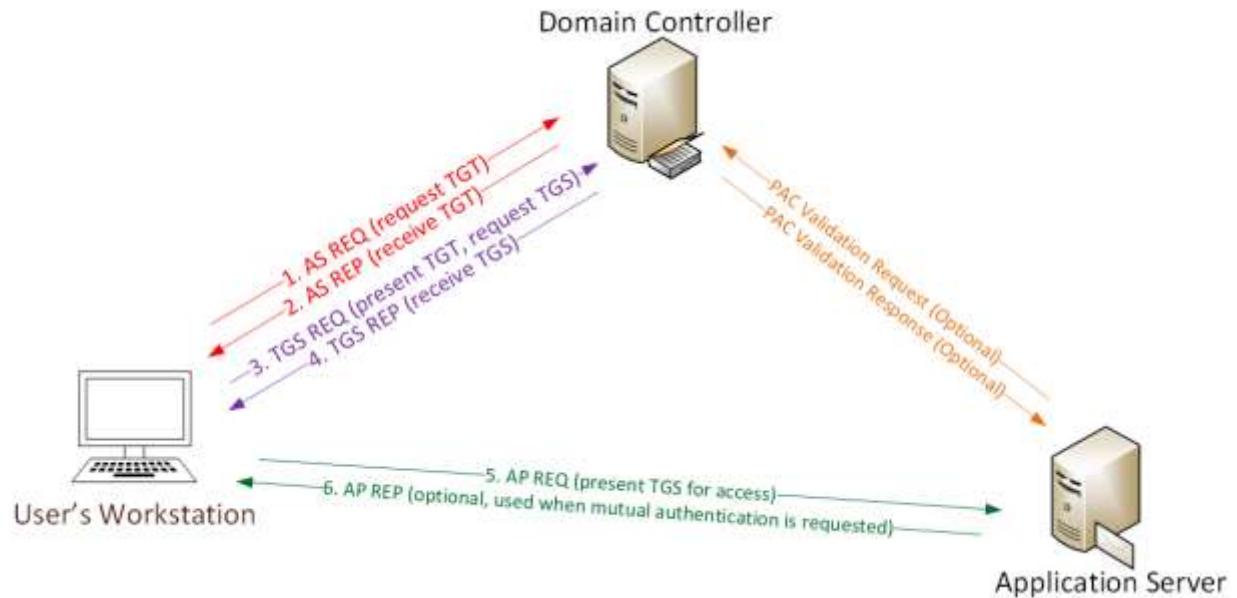 Domain Controller
1. AS REQ (request TGT)
2. AS REP (receive TGT)
3. TGS REQ (present TGT, request TGS)
4. TGS REP (receive TGS)
PAC Validation Request (Optional)
PAC Validation Response (Optional)
5. AP REQ (present TGS for access)
6. AP REP (optional, used when mutual authentication is requested)
User's Workstation
Application Server